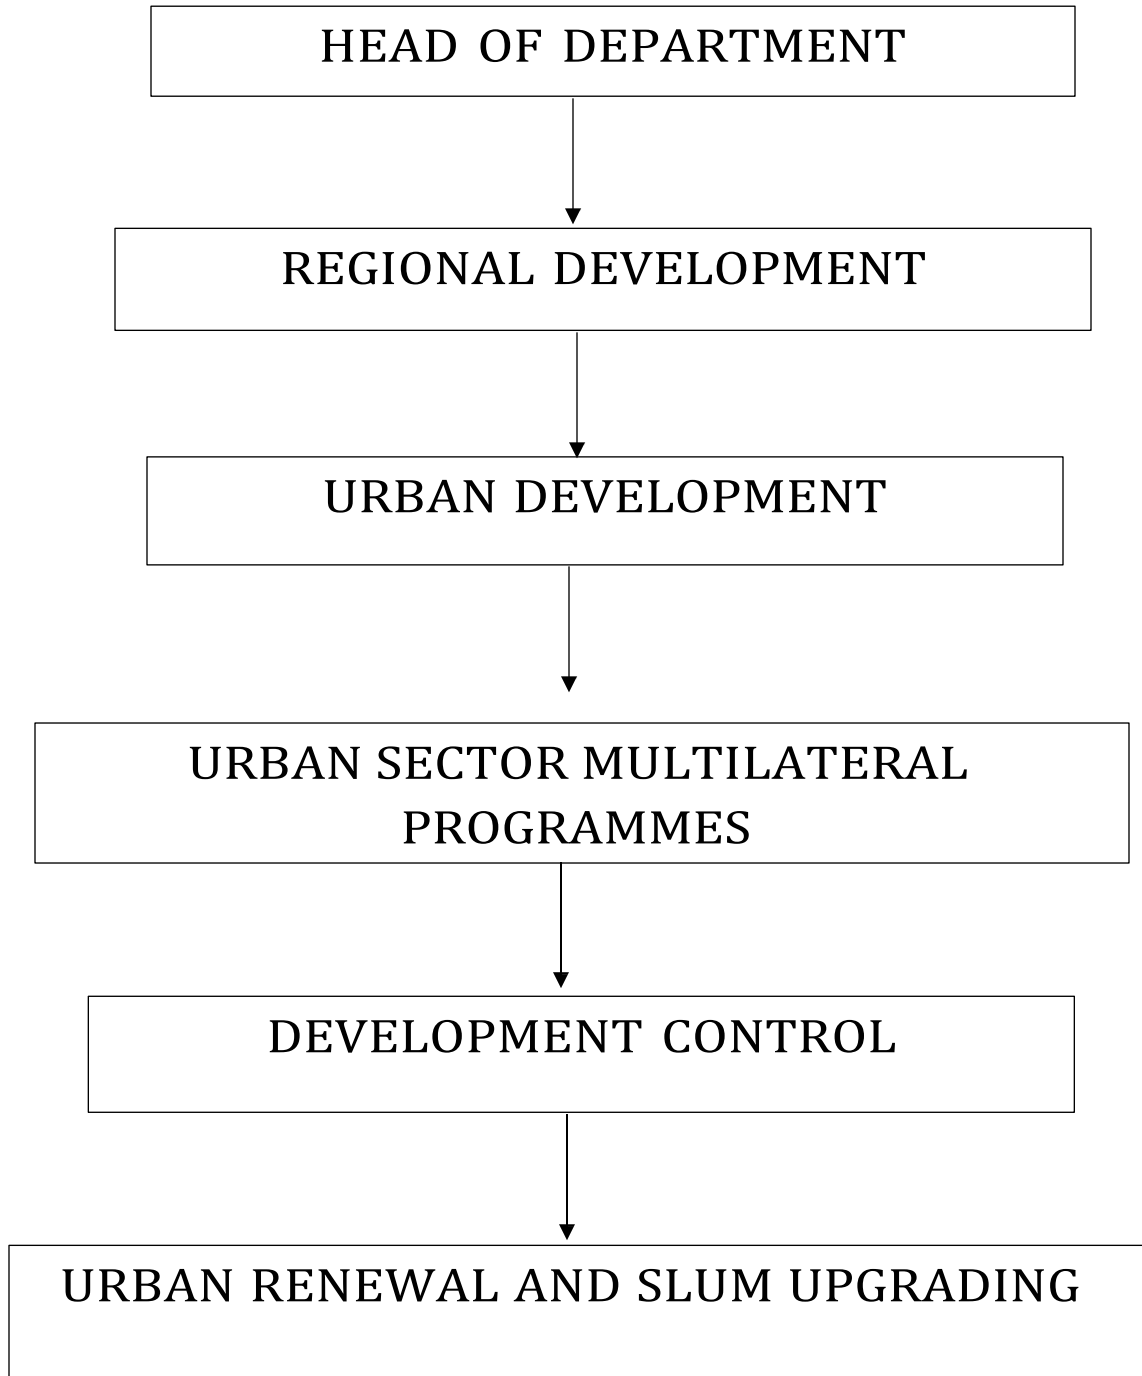 HEAD OF DEPARTMENT
REGIONAL DEVELOPMENT
URBAN DEVELOPMENT
URBAN SECTOR MULTILATERAL
PROGRAMMES
DEVELOPMENT CONTROL
URBAN RENEWAL AND SLUM UPGRADING